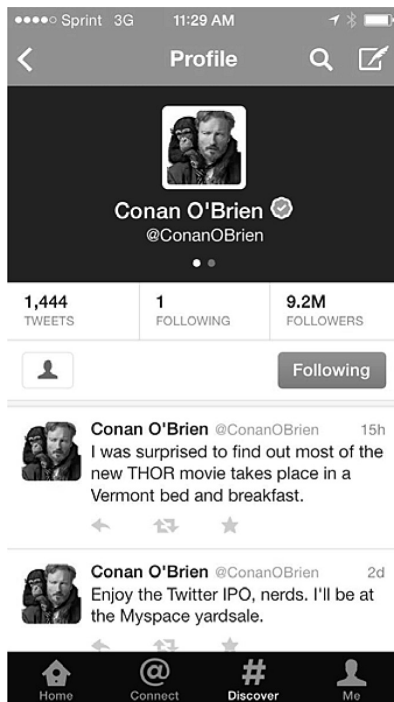 Sprint 3G 11:29 AM
Profile
Conan O'Brien
@ConanOBrien
1,444 1 9.2M
TWEETS FOLLOWING FOLLOWERS
Following
Conan O'Brien @ConanOBrien 15h
I was surprised to find out most of the
new THOR movie takes place in a
Vermont bed and breakfast.
Conan O'Brien @ConanOBrien 2d
Enjoy the Twitter IPO, nerds. I'll be at
the Myspace yardsale.
Home Connect Discover Me